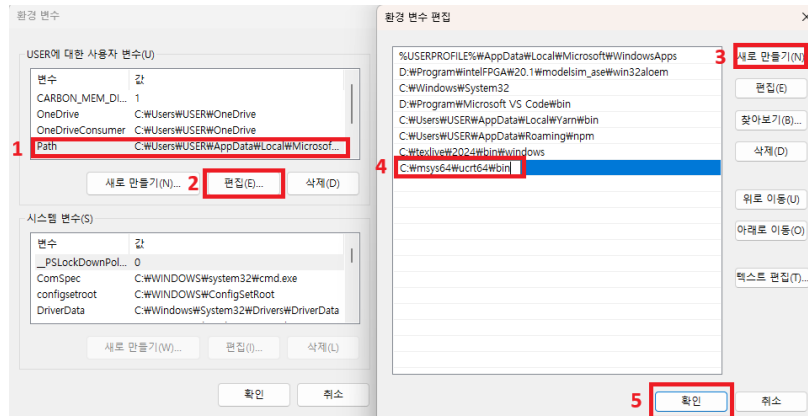 환경 변수
USER에 대한 사용자 변수(U)
변수 값
CARBON_MEM_DI... 1
OneDrive C:₩Users₩USER₩OneDrive
OneDriveConsumer C:₩Users₩USER₩OneDrive
1 Path C:₩Users₩USER₩AppData₩Local₩Microsof...
새로 만들기(N)... 2 편집(E)... 삭제(D)
시스템 변수(S)
변수 값
__PSLockDownPol... 0
ComSpec C:₩WINDOWS₩system32₩cmd.exe
configsetroot C:₩WINDOWS₩ConfigSetRoot
DriverData C:₩Windows₩System32₩Drivers₩DriverData
새로 만들기(W)... 편집(I)... 삭제(L)
확인 취소
환경 변수 편집
%USERPROFILE%₩AppData₩Local₩Microsoft₩WindowsApps
D:₩Program₩intelFPGA₩20.1₩modelsim_ase₩win32aloem
C:₩Windows₩System32
D:₩Program₩Microsoft VS Code₩bin
C:₩Users₩USER₩AppData₩Local₩Yarn₩bin
C:₩Users₩USER₩AppData₩Roaming₩npm
C:₩texlive₩2024₩bin₩windows
4 C:₩msys64₩ucrt64₩bin
3 새로 만들기(N)
편집(E)
찾아보기(B)...
삭제(D)
위로 이동(U)
아래로 이동(O)
텍스트 편집(T)...
5 확인 취소